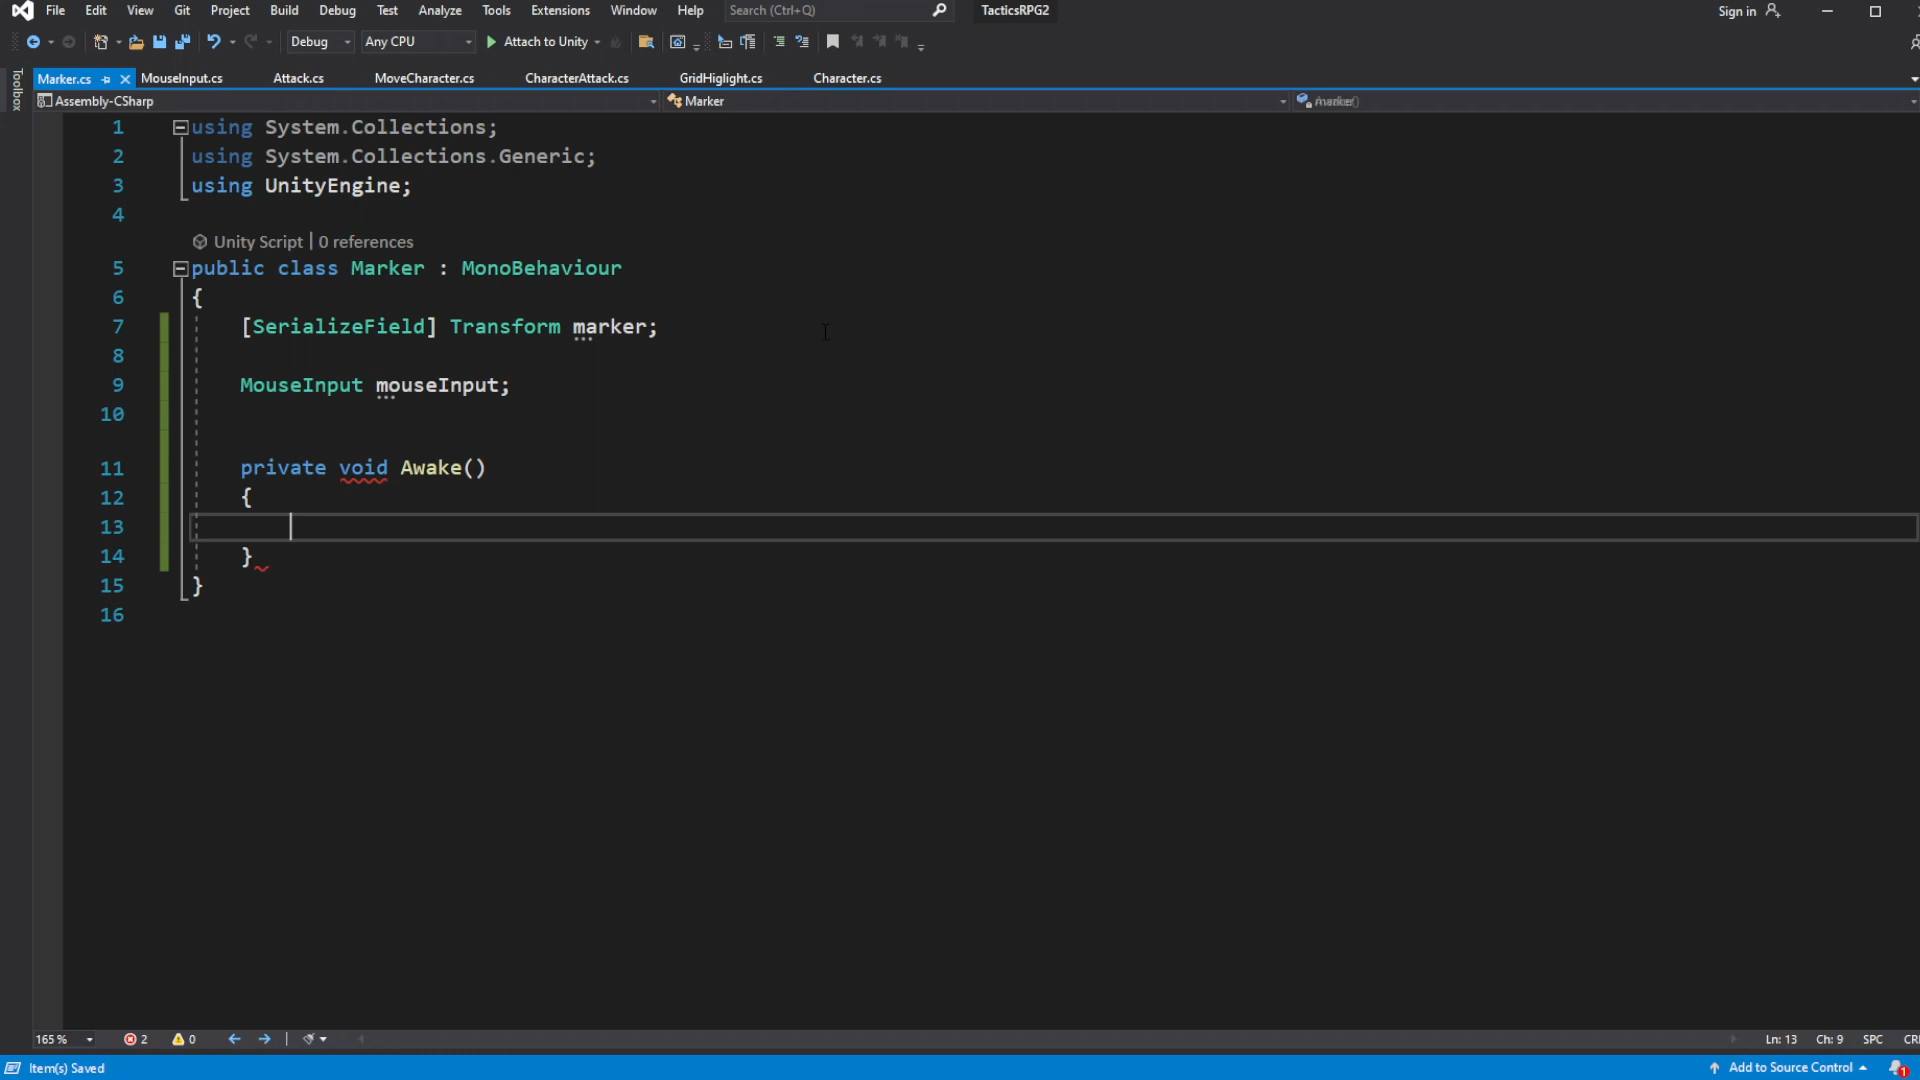 File Edit View Git Project Build Debug Test Analyze Tools Extensions Window Help Search (Ctrl+Q) TacticsRPG2 Sign in
Debug Any CPU Attach to Unity
Toolbox
Marker.cs MouseInput.cs Attack.cs MoveCharacter.cs CharacterAttack.cs GridHiglight.cs Character.cs
Assembly-CSharp Marker
1 using System.Collections;
2 using System.Collections.Generic;
3 using UnityEngine;
4
Unity Script | 0 references
5 public class Marker : MonoBehaviour
6 {
7 [SerializeField] Transform marker;
8
9 MouseInput mouseInput;
10
11 private void Awake()
12 {
13
14 }
15 }
16
165 % 2 0 Ln: 13 Ch: 9 SPC CR
Item(s) Saved Add to Source Control 1